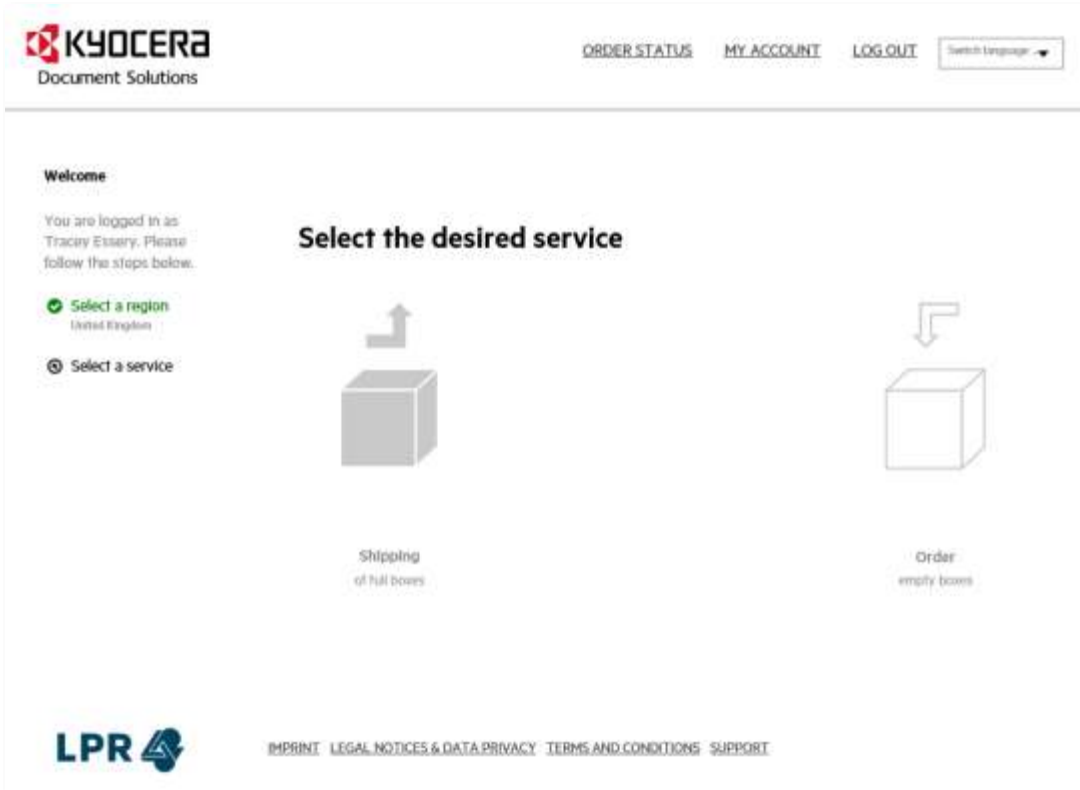 KYOCERA
Document Solutions
ORDER STATUS MY ACCOUNT LOG OUT Switch language
Welcome
You are logged in as
Tracey Essery. Please
follow the steps below.
Select a region
United Kingdom
Select a service
Select the desired service
Shipping
of full boxes
Order
empty boxes
LPR
IMPRINT LEGAL NOTICES & DATA PRIVACY TERMS AND CONDITIONS SUPPORT